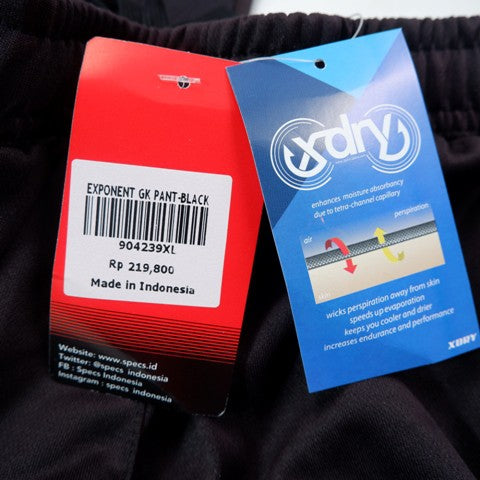 EXPONENT GK PANT-BLACK
904239XL
Rp 219,800
Made in Indonesia
Website: www.specs.id
Twitter: @specs_indonesia
FB : Specs Indonesia
Instagram : specs_indonesia
xdry
enhances moisture absorbancy
due to tetra-channel capillary
air
perspiration
skin
wicks perspiration away from skin
speeds up evaporation
keeps you cooler and drier
increases endurance and performance
XDRY